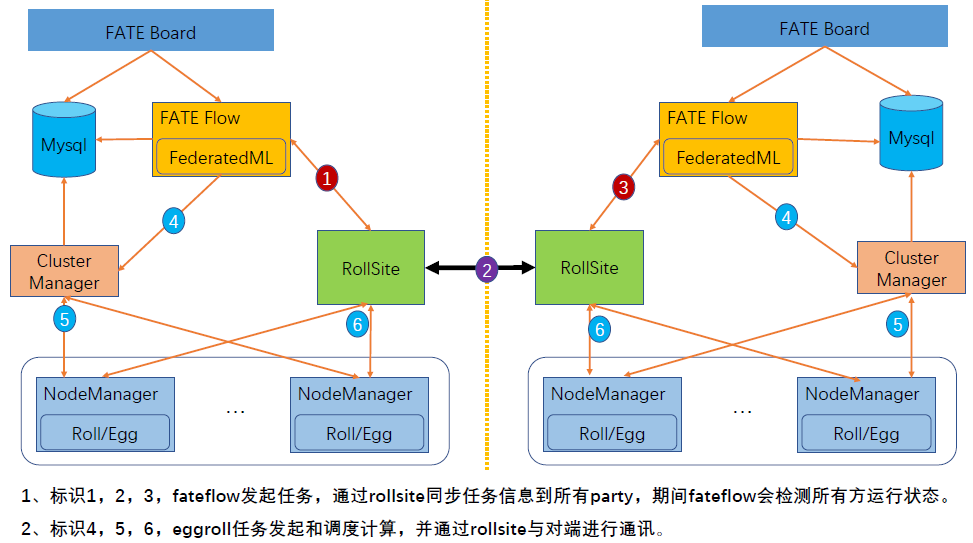 FATE Board
FATE Board
FATE Flow
FederatedML
Mysql
FATE Flow
FederatedML
Mysql
1
3
4
4
Cluster
Manager
RollSite
2
RollSite
Cluster
Manager
5
6
6
5
NodeManager
Roll/Egg
...
NodeManager
Roll/Egg
NodeManager
Roll/Egg
...
NodeManager
Roll/Egg
1、标识1，2，3，fateflow发起任务，通过rollsite同步任务信息到所有party，期间fateflow会检测所有方运行状态。
2、标识4，5，6，eggroll任务发起和调度计算，并通过rollsite与对端进行通讯。